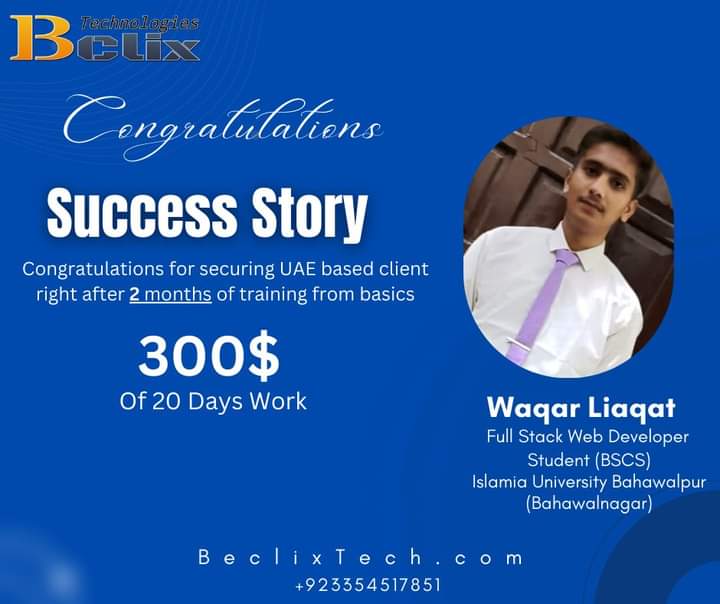 Technologies
Bclix
Congratulations
Success Story
Congratulations for securing UAE based client
right after 2 months of training from basics
300$
Of 20 Days Work
Waqar Liaqat
Full Stack Web Developer
Student (BSCS)
Islamia University Bahawalpur
(Bahawalnagar)
BeclixTech.com
+923354517851